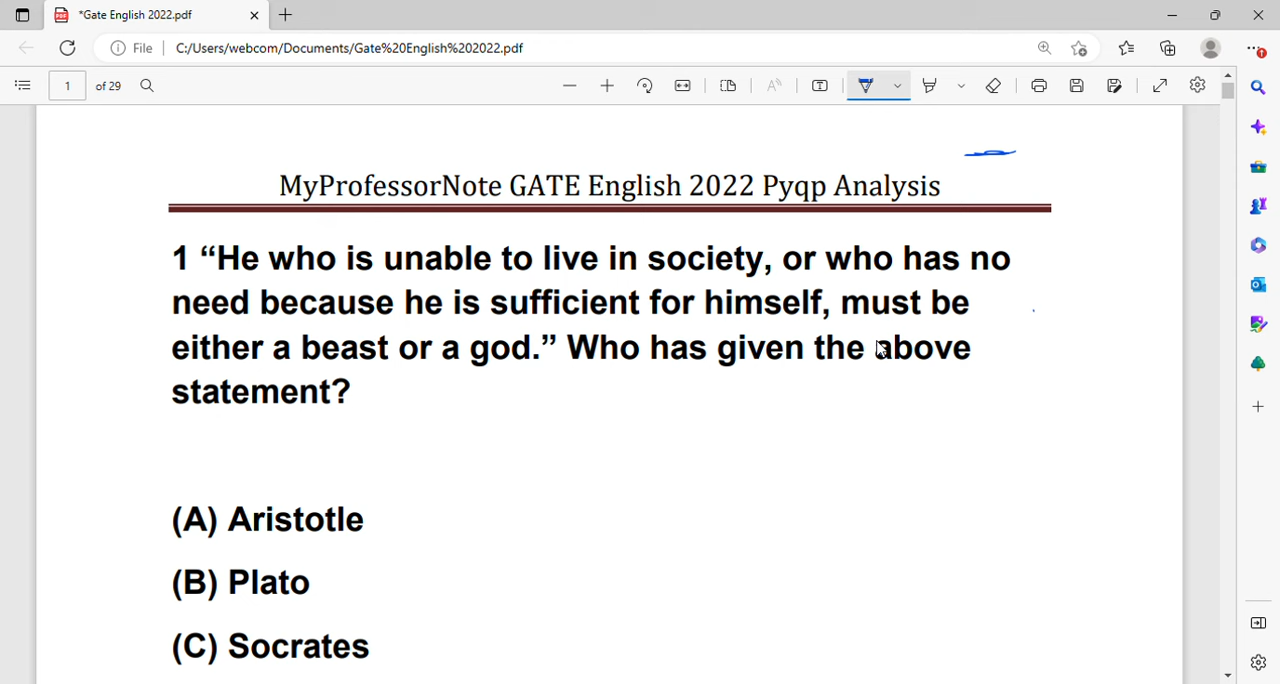 *Gate English 2022.pdf
File C:/Users/webcom/Documents/Gate%20English%202022.pdf
1 of 29
MyProfessorNote GATE English 2022 Pyqp Analysis
1 “He who is unable to live in society, or who has no
need because he is sufficient for himself, must be
either a beast or a god.” Who has given the above
statement?
(A) Aristotle
(B) Plato
(C) Socrates